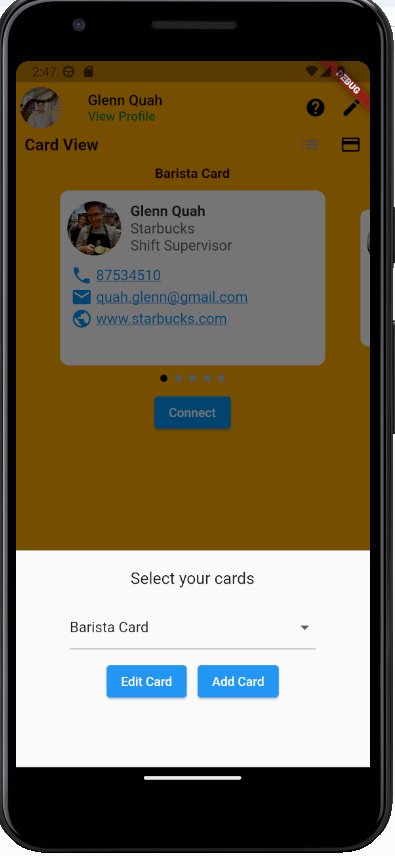 2:47
DEBUG
Glenn Quah
View Profile
Card View
Barista Card
Glenn Quah
Starbucks
Shift Supervisor
87534510
quah.glenn@gmail.com
www.starbucks.com
Connect
Select your cards
Barista Card
Edit Card
Add Card